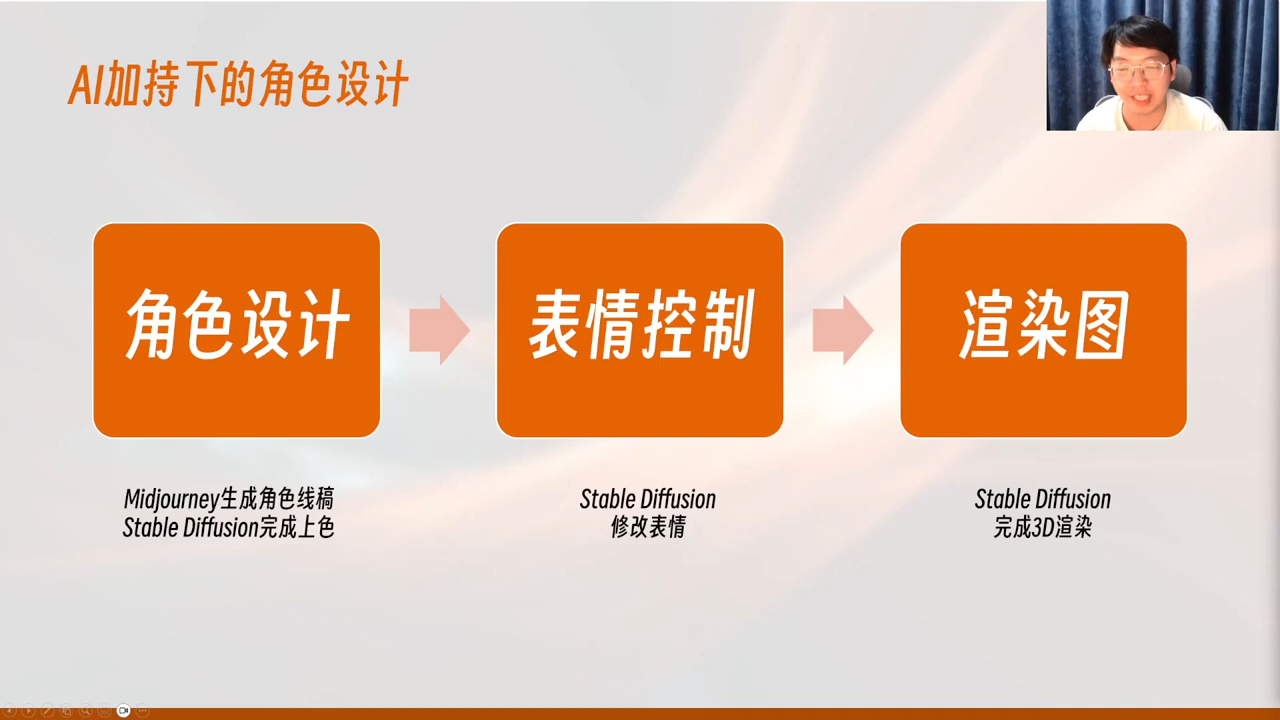 AI加持下的角色设计
角色设计
表情控制
渲染图
Midjourney生成角色线稿
Stable Diffusion完成上色
Stable Diffusion
修改表情
Stable Diffusion
完成3D渲染